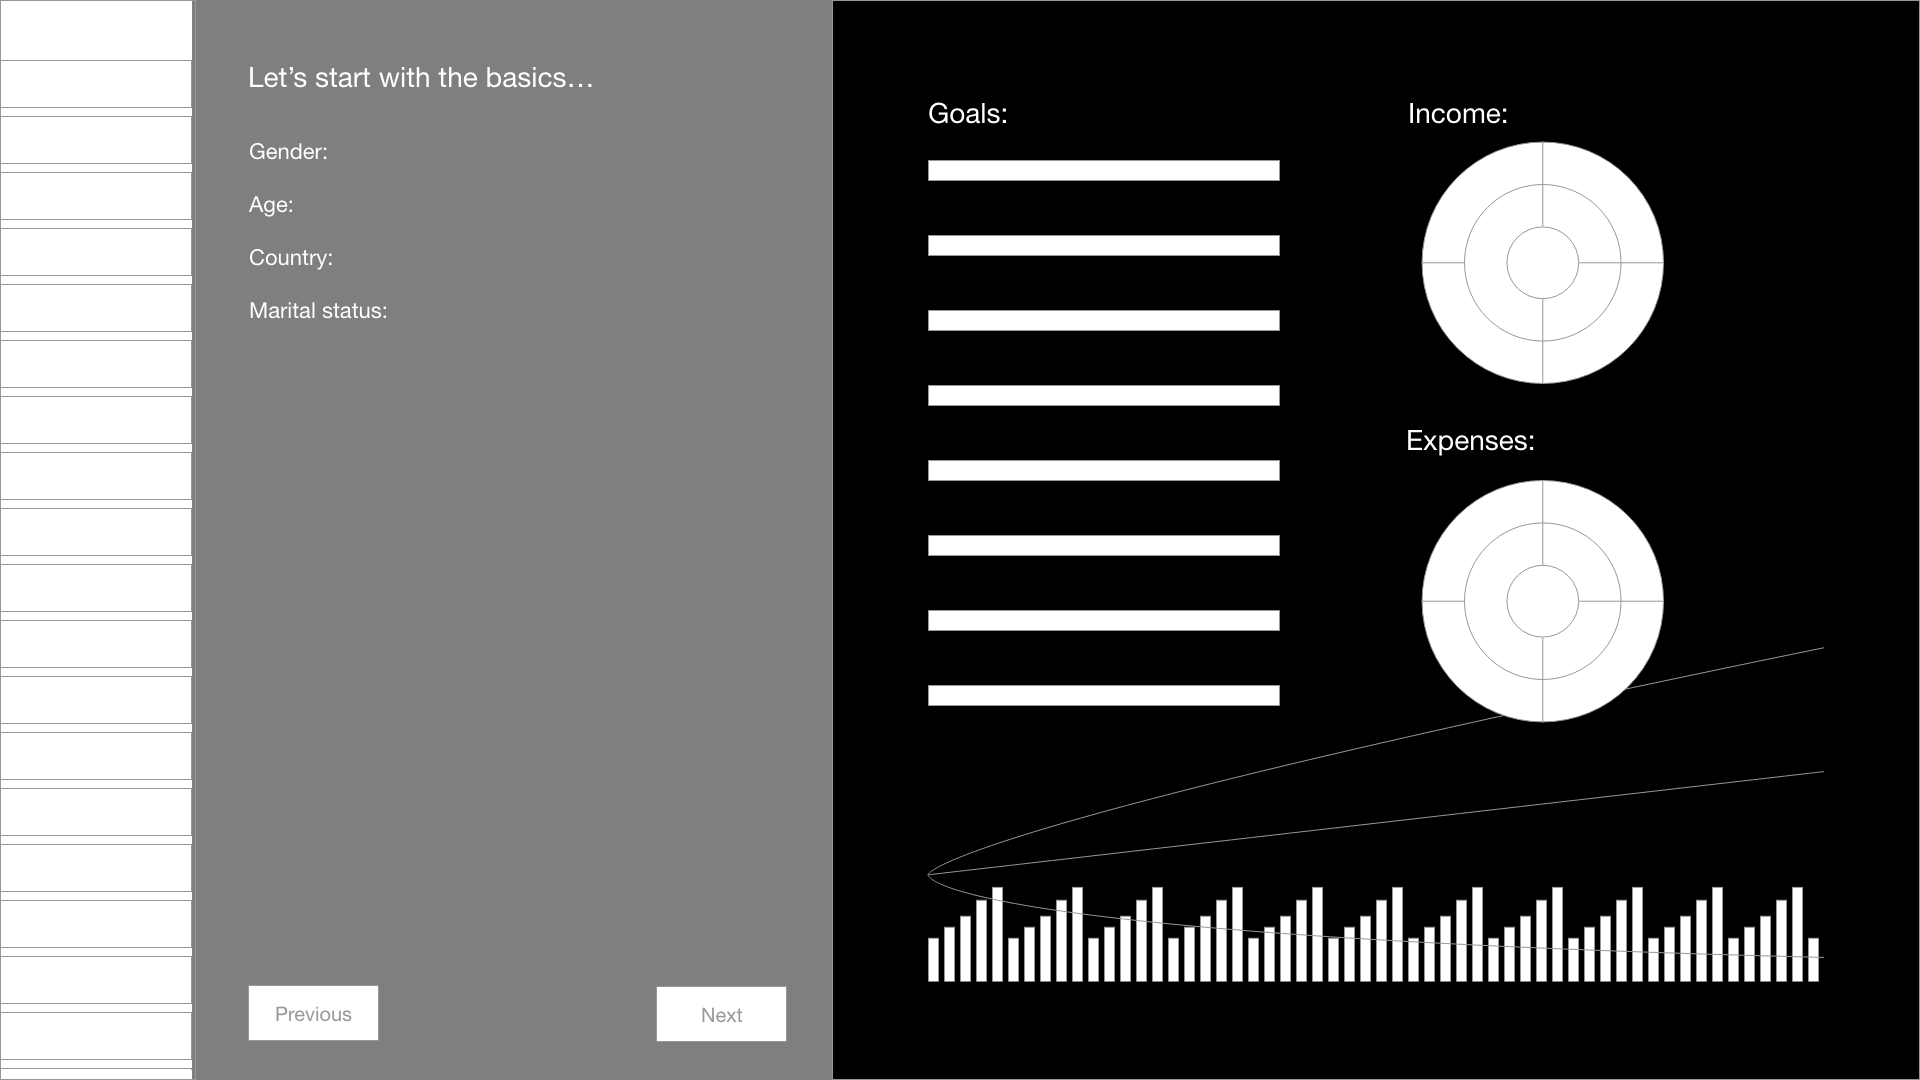 Let’s start with the basics…
Gender:
Age:
Country:
Marital status:
Previous
Next
Goals:
Income:
Expenses: